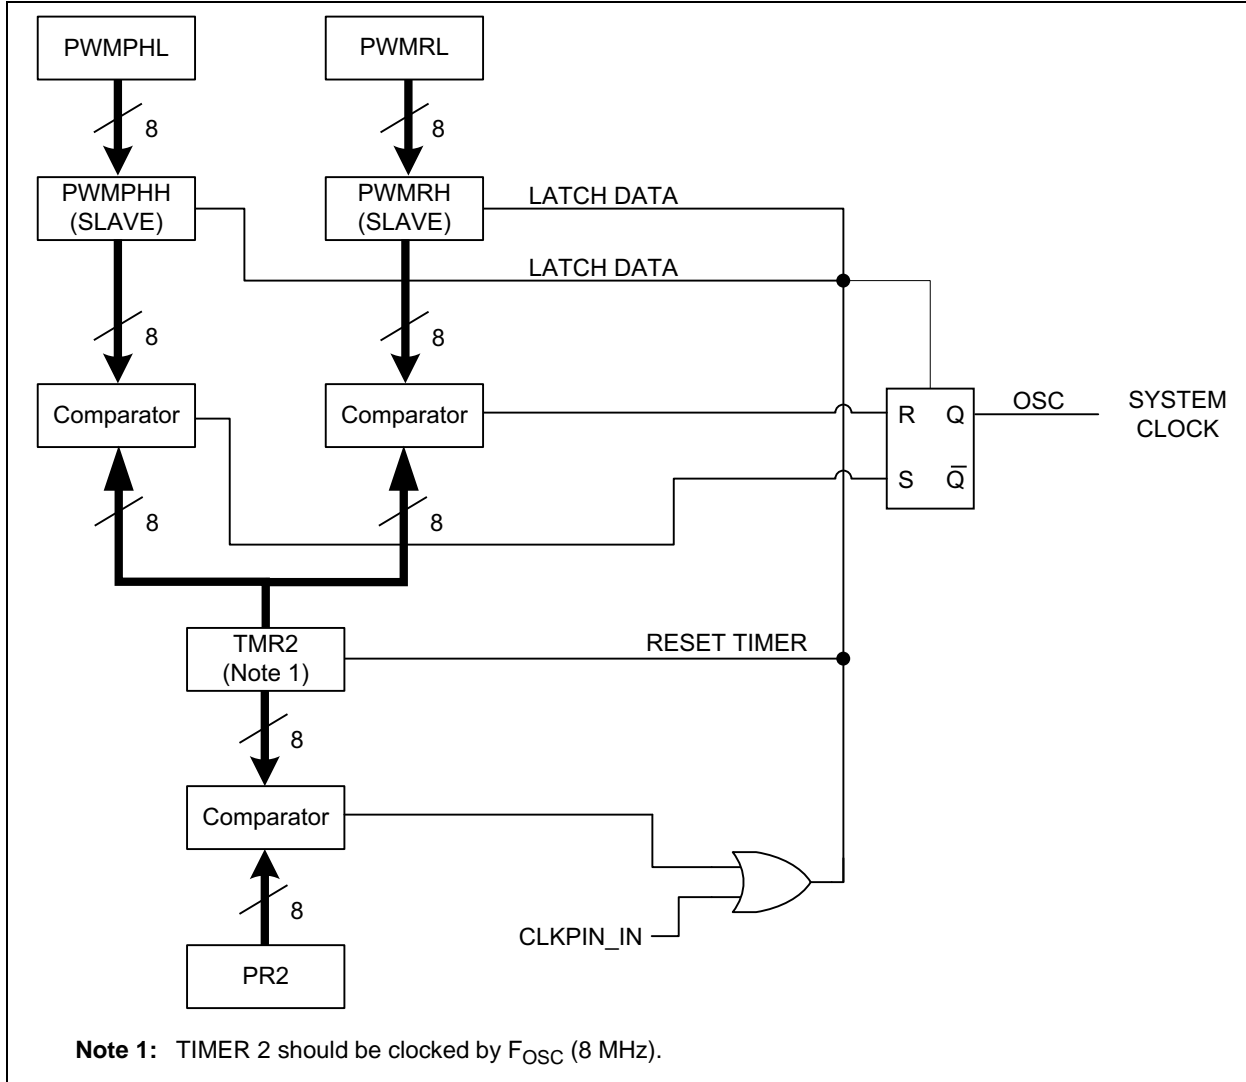 PWMPHL
PWMRL
8
8
PWMPHH
(SLAVE)
PWMRH
(SLAVE)
LATCH DATA
LATCH DATA
8
8
Comparator
Comparator
R Q
OSC
SYSTEM
CLOCK
S Q̅
8
8
TMR2
(Note 1)
RESET TIMER
8
Comparator
8
CLKPIN_IN
PR2
Note 1: TIMER 2 should be clocked by FOSC (8 MHz).